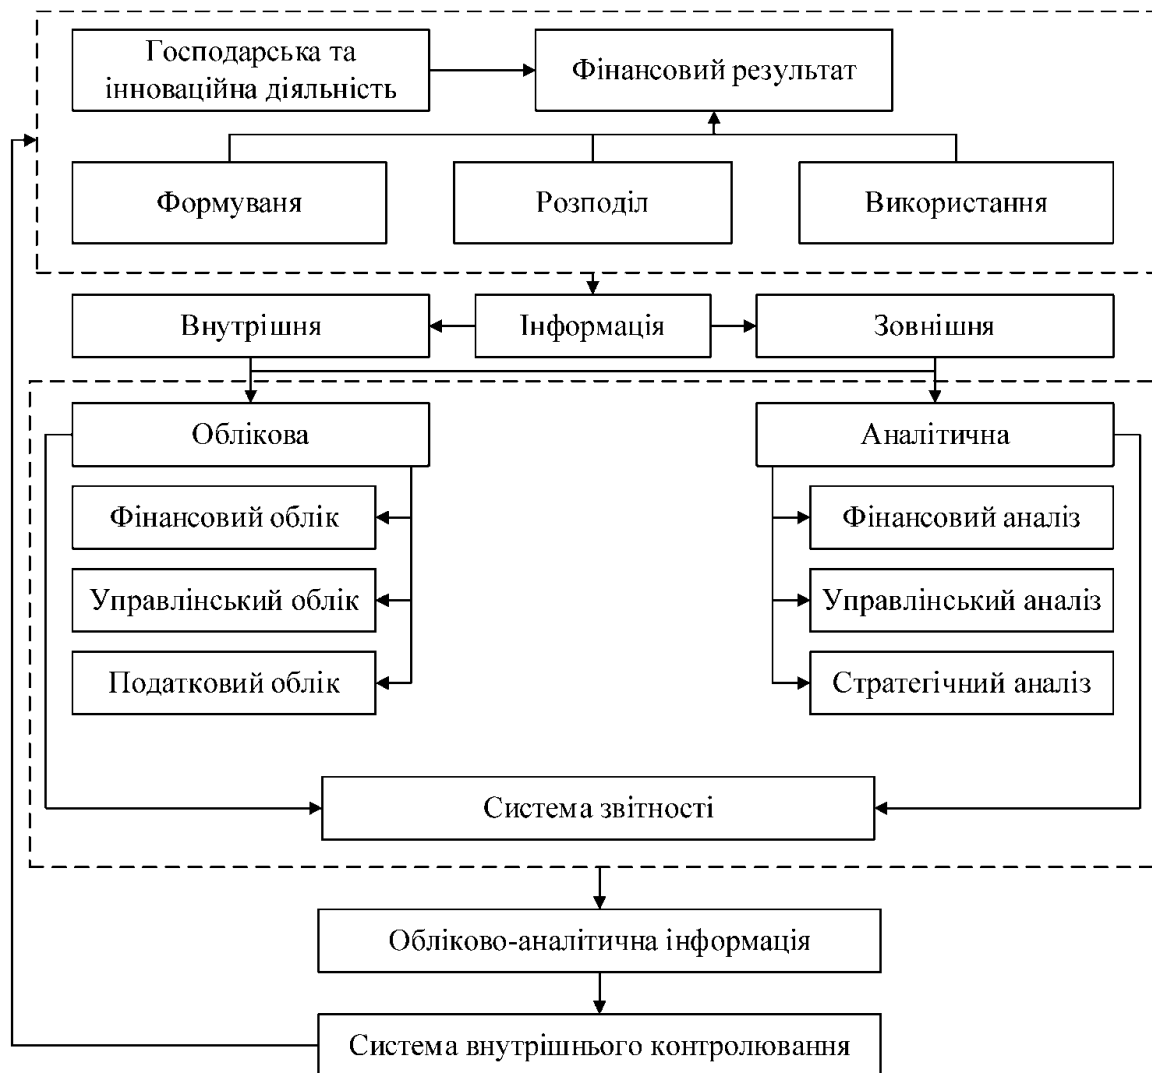 Господарська та
інноваційна діяльність
Фінансовий результат
Формуваня
Розподіл
Використання
Внутрішня
Інформація
Зовнішня
Облікова
Аналітична
Фінансовий облік
Фінансовий аналіз
Управлінський облік
Управлінський аналіз
Податковий облік
Стратегічний аналіз
Система звітності
Обліково-аналітична інформація
Система внутрішнього контролювання